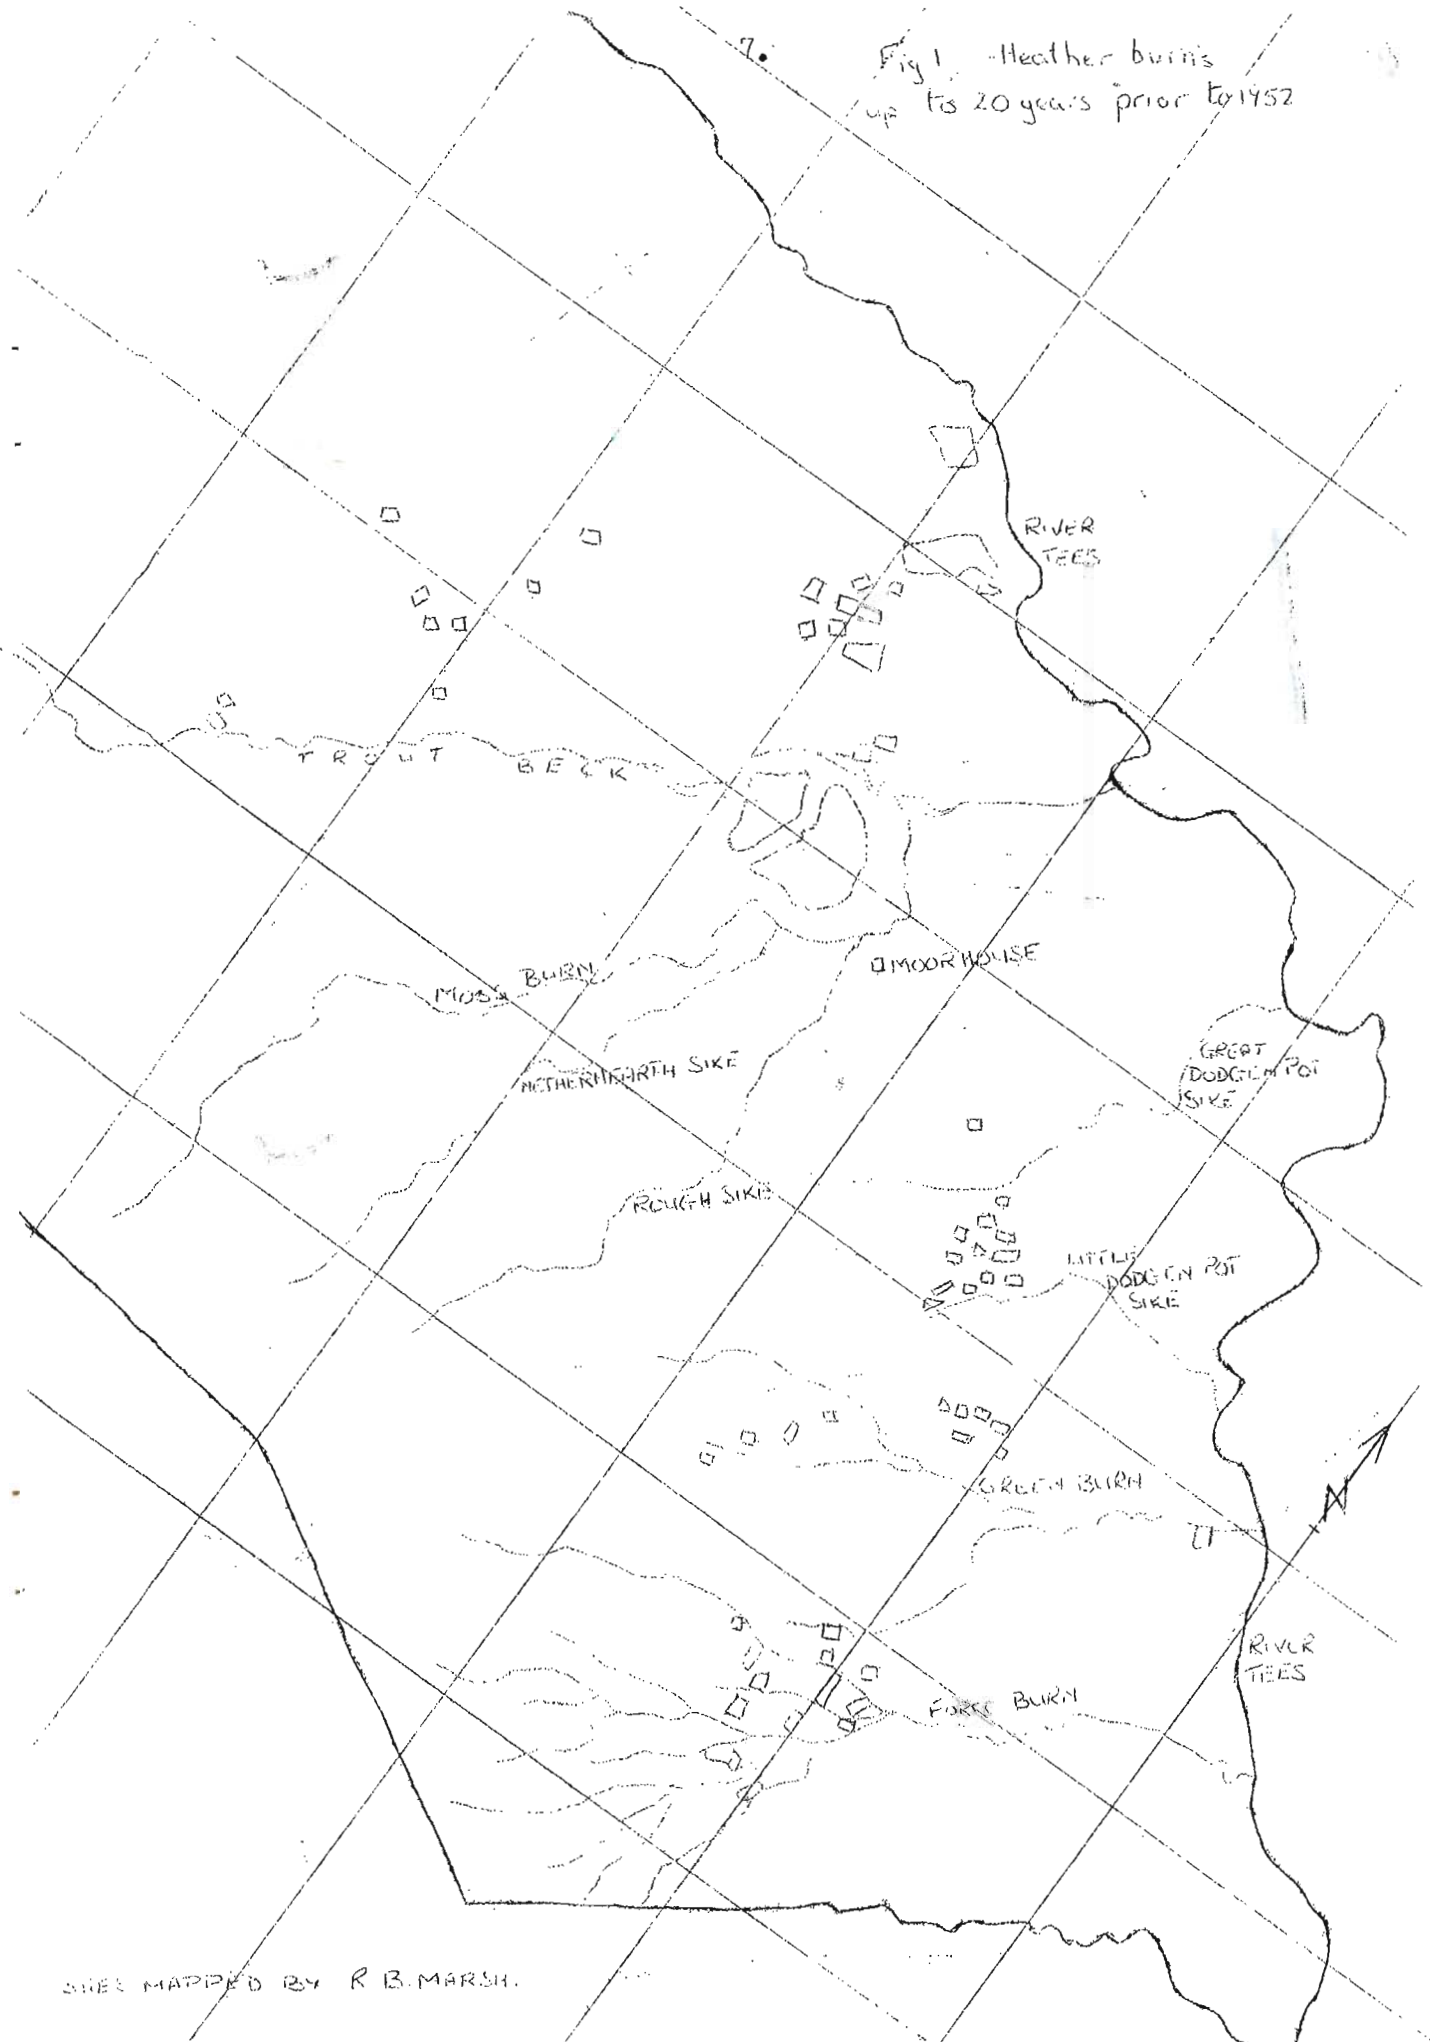 7.
Fig 1. Heather burns
up to 20 years prior to 1952
RIVER
TEES
TROUT BECK
MOSS BURN
MOORHOUSE
NETHERHEARTH SIKE
GREAT
DODGEN POT
SIKE
ROUGH SIKE
LITTLE
DODGEN POT
SIKE
GREEN BURN
N
RIVER
TEES
FORCE BURN
SITES MAPPED BY R B. MARSH.